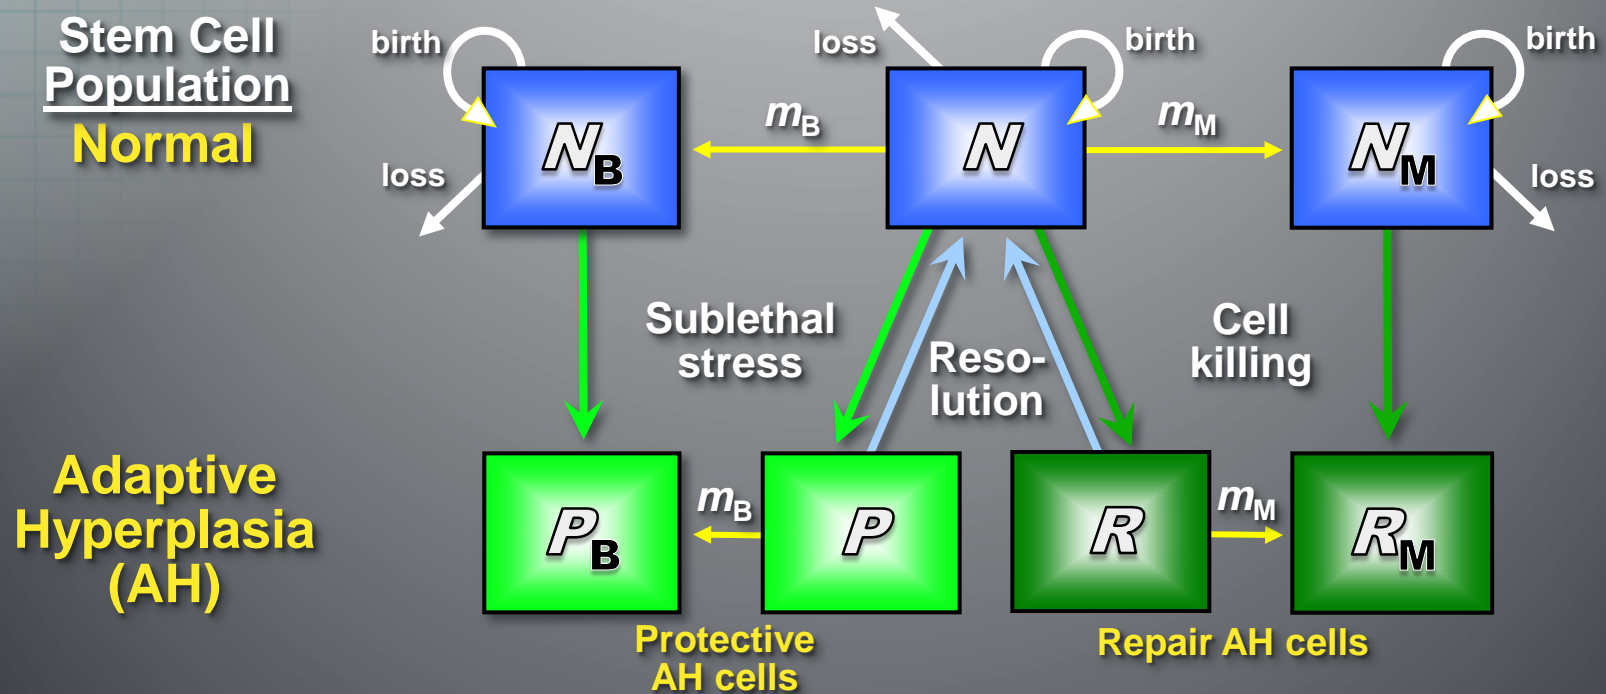 Stem Cell
Population
Normal
birth
loss
N_B
m_B
loss
birth
N
m_M
birth
N_M
loss
Sublethal
stress
Reso-
lution
Cell
killing
Adaptive
Hyperplasia
(AH)
P_B
m_B
P
R
m_M
R_M
Protective
AH cells
Repair AH cells